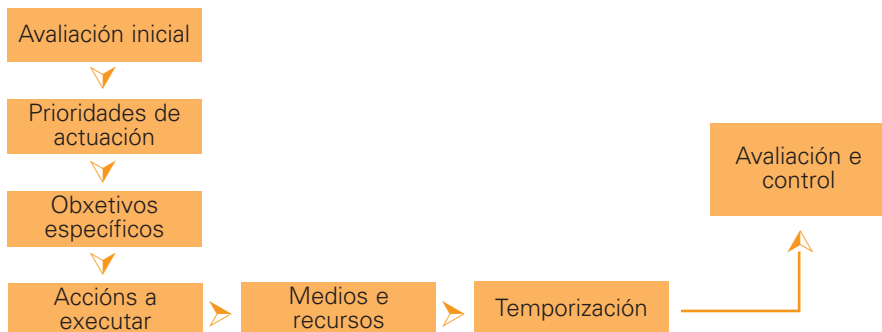 Avaliación inicial
Prioridades de
actuación
Obxetivos
específicos
Accións a
executar
Medios e
recursos
Temporización
Avaliación e
control